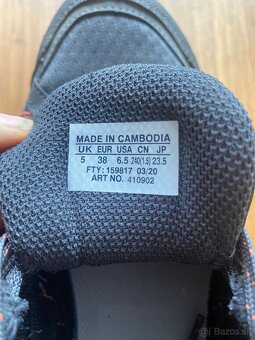 MADE IN CAMBODIA
UK EUR USA CN JP
5 38 6.5 240(1.5) 23.5
FTY: 159817 03/20
ART NO. 410902
bazos.sk